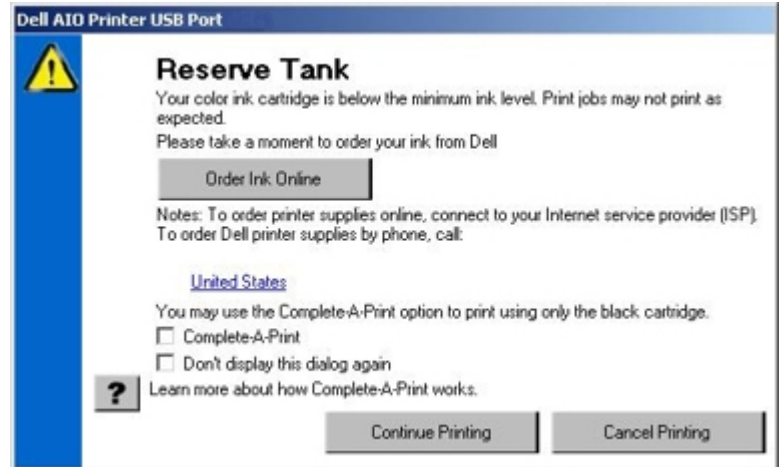 Dell AIO Printer USB Port
Reserve Tank
Your color ink cartridge is below the minimum ink level. Print jobs may not print as
expected.
Please take a moment to order your ink from Dell
Order Ink Online
Notes: To order printer supplies online, connect to your Internet service provider (ISP).
To order Dell printer supplies by phone, call:
United States
You may use the Complete-A-Print option to print using only the black cartridge.
Complete-A-Print
Don't display this dialog again
? Learn more about how Complete-A-Print works.
Continue Printing Cancel Printing